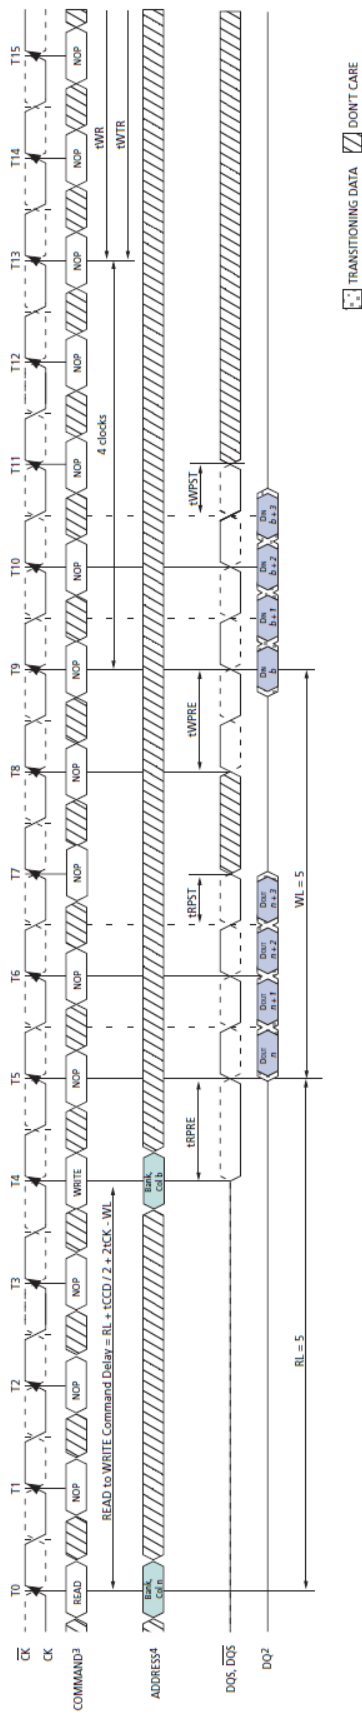 T0 T1 T2 T3 T4 T5 T6 T7 T8 T9 T10 T11 T12 T13 T14 T15
CK
CK
COMMAND³ READ NOP NOP NOP WRITE NOP NOP NOP NOP NOP NOP NOP NOP NOP NOP NOP
READ to WRITE Command Delay = RL + tCCD / 2 + 2tCK - WL
4 clocks
tWR
tWTR
ADDRESS⁴
Bank, Col n
Bank, Col b
tRPRE tRPST tWPRE tWPST
DQS, DQS
DQ²
DOUT n
DOUT n + 1
DOUT n + 2
DOUT n + 3
DIN b
DIN b + 1
DIN b + 2
DIN b + 3
RL = 5
WL = 5
TRANSITIONING DATA
DON'T CARE